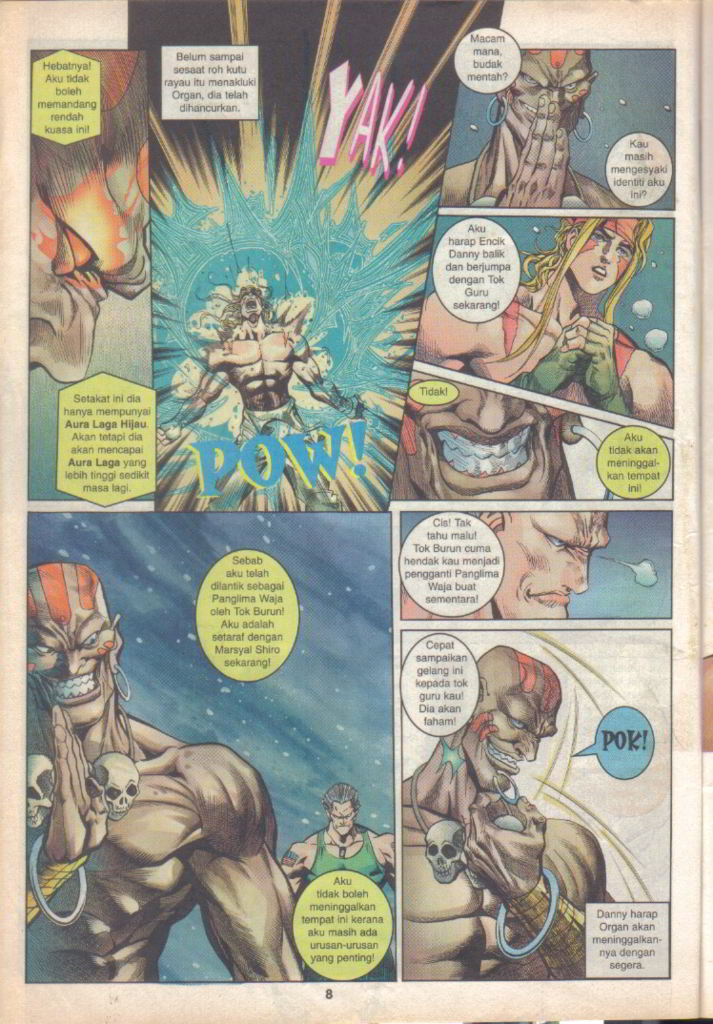 Hebatnya!
Aku tidak
boleh
memandang
rendah
kuasa ini!
Belum sampai
sesaat roh kutu
rayau itu menakluki
Organ, dia telah
dihancurkan.
YAK!
POW!
Setakat ini dia
hanya mempunyai
Aura Laga Hijau.
Akan tetapi dia
akan mencapai
Aura Laga yang
lebih tinggi sedikit
masa lagi.
Macam
mana,
budak
mentah?
Kau
masih
mengesyaki
identiti aku
ini?
Aku
harap Encik
Danny balik
dan berjumpa
dengan Tok
Guru
sekarang!
Tidak!
Aku
tidak akan
meninggal-
kan tempat
ini!
Sebab
aku telah
dilantik sebagai
Panglima Waja
oleh Tok Burun!
Aku adalah
setaraf dengan
Marsyal Shiro
sekarang!
Aku
tidak boleh
meninggalkan
tempat ini kerana
aku masih ada
urusan-urusan
yang penting!
Cis! Tak
tahu malu!
Tok Burun cuma
hendak kau menjadi
pengganti Panglima
Waja buat
sementara!
Cepat
sampaikan
gelang ini
kepada tok
guru kau!
Dia akan
faham!
POK!
Danny harap
Organ akan
meninggalkan-
nya dengan
segera.
8